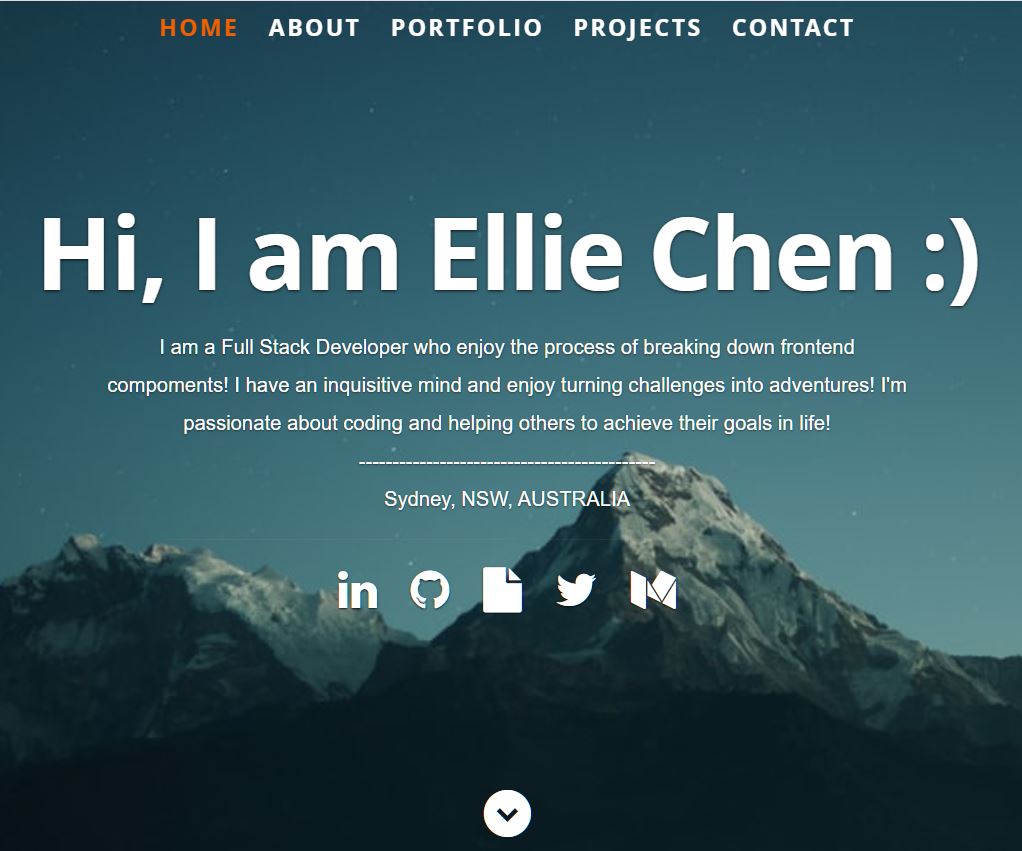 HOME ABOUT PORTFOLIO PROJECTS CONTACT
Hi, I am Ellie Chen :)
I am a Full Stack Developer who enjoy the process of breaking down frontend
compoments! I have an inquisitive mind and enjoy turning challenges into adventures! I'm
passionate about coding and helping others to achieve their goals in life!
--------------------------------------------
Sydney, NSW, AUSTRALIA
in